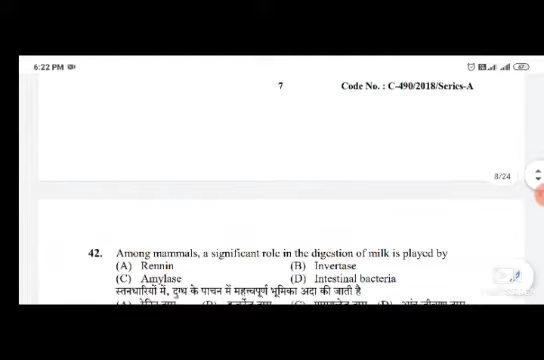 6:22 PM
7 Code No. : C-490/2018/Series-A
8/24
42. Among mammals, a significant role in the digestion of milk is played by
(A) Rennin (B) Invertase
(C) Amylase (D) Intestinal bacteria
स्तनधारियों में, दुग्ध के पाचन में महत्त्वपूर्ण भूमिका अदा की जाती है
(A) रेनिन द्वारा (B) (C) (D)